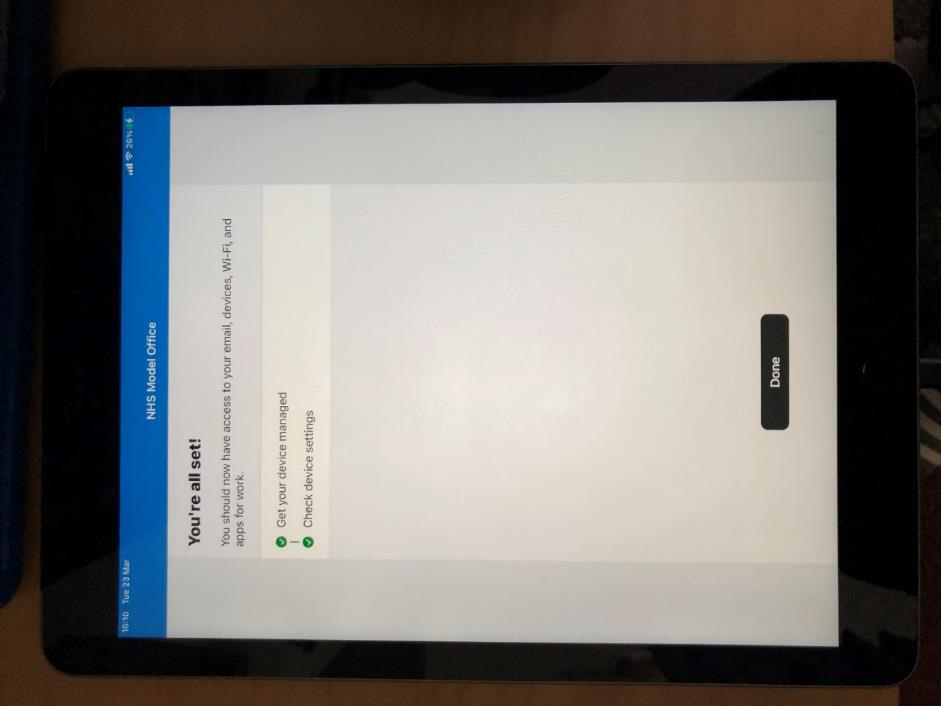 16:10 Tue 23 Mar 26%
NHS Model Office
You're all set!
You should now have access to your email, devices, Wi-Fi, and
apps for work.
Get your device managed
Check device settings
Done